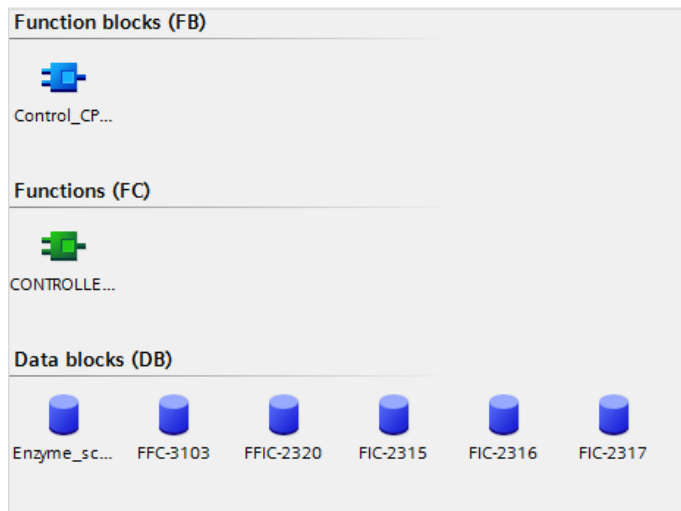 Function blocks (FB)
Control_CP...
Functions (FC)
CONTROLLE...
Data blocks (DB)
Enzyme_sc... FFC-3103 FFIC-2320 FIC-2315 FIC-2316 FIC-2317